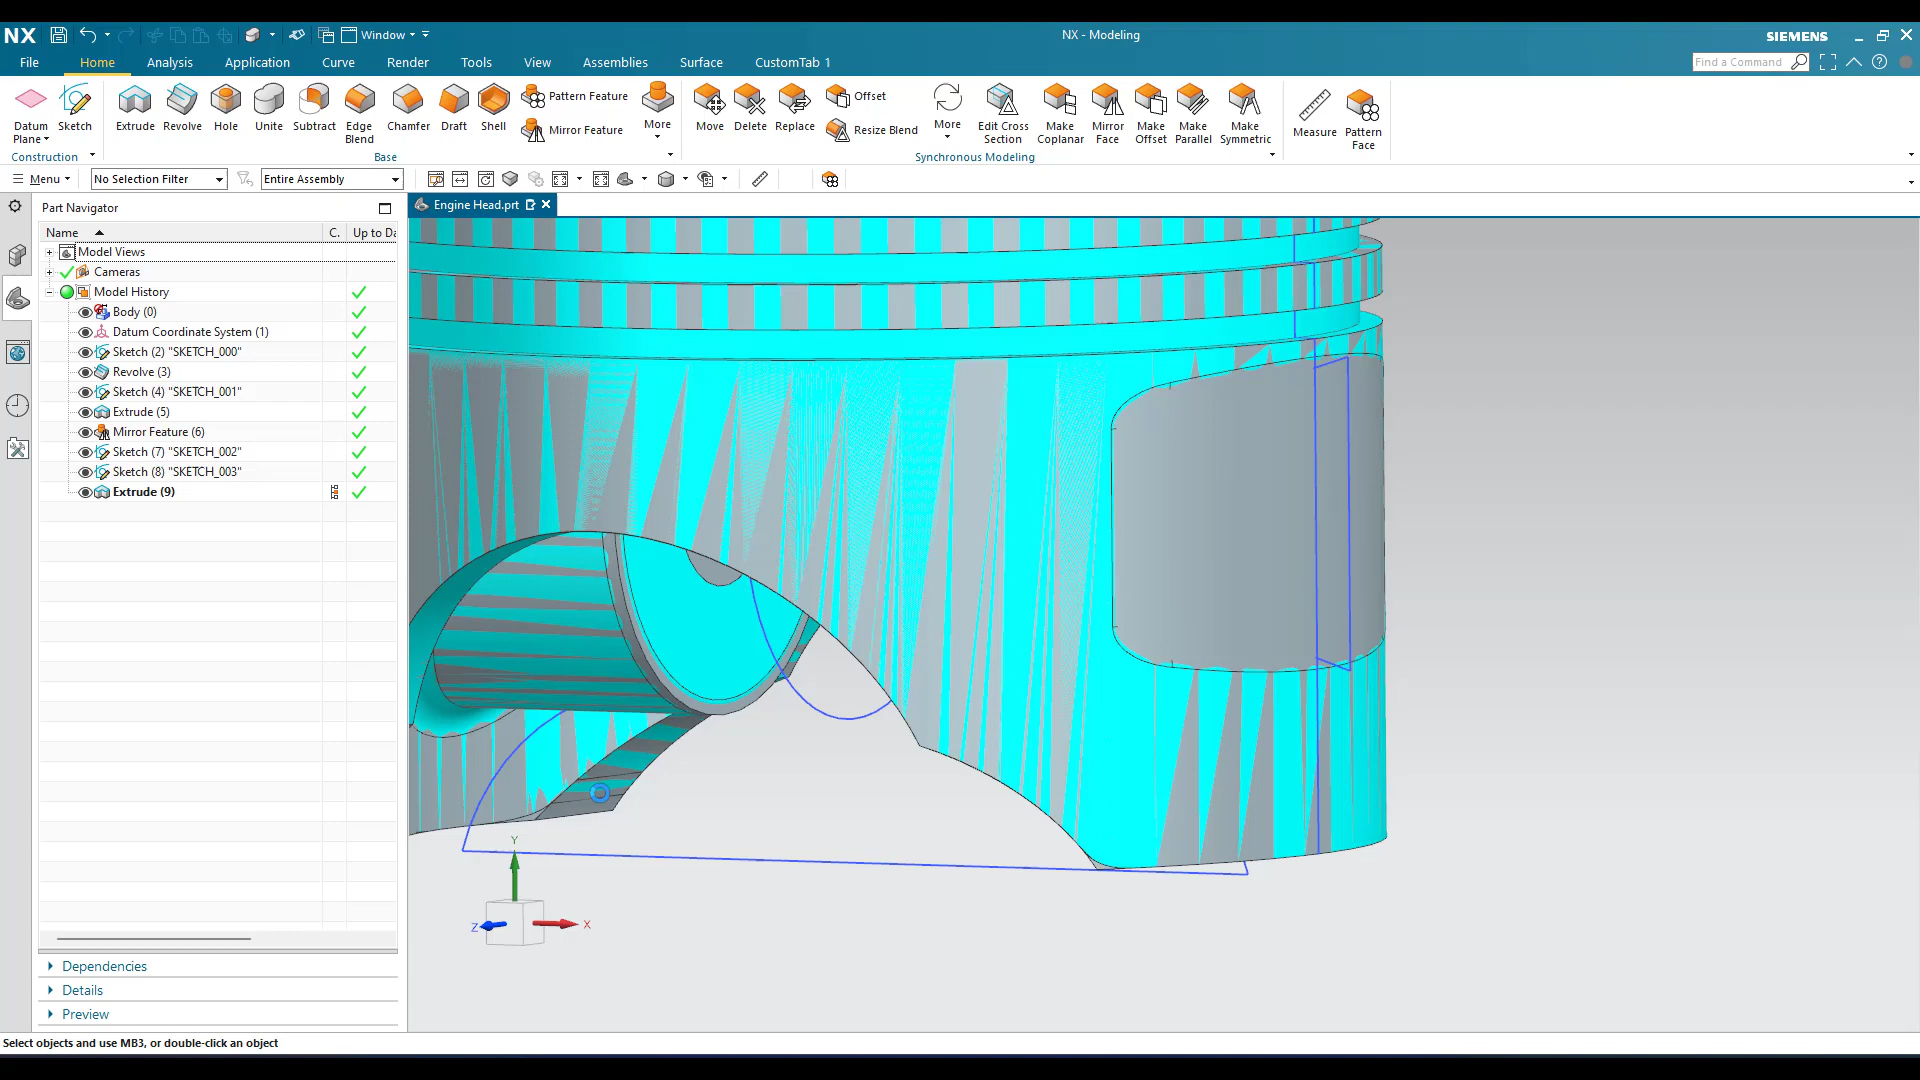 NX
Window
NX - Modeling
SIEMENS
File
Home
Analysis
Application
Curve
Render
Tools
View
Assemblies
Surface
CustomTab 1
Find a Command
Datum Plane
Sketch
Extrude
Revolve
Hole
Unite
Subtract
Edge Blend
Chamfer
Draft
Shell
Pattern Feature
Mirror Feature
More
Move
Delete
Replace
Offset
Resize Blend
More
Edit Cross Section
Make Coplanar
Mirror Face
Make Offset
Make Parallel
Make Symmetric
Measure
Pattern Face
Construction
Base
Synchronous Modeling
Menu
No Selection Filter
Entire Assembly
Part Navigator
Engine Head.prt
Name
C.
Up to Da
Model Views
Cameras
Model History
Body (0)
Datum Coordinate System (1)
Sketch (2) "SKETCH_000"
Revolve (3)
Sketch (4) "SKETCH_001"
Extrude (5)
Mirror Feature (6)
Sketch (7) "SKETCH_002"
Sketch (8) "SKETCH_003"
Extrude (9)
Y
Z
X
Dependencies
Details
Preview
Select objects and use MB3, or double-click an object